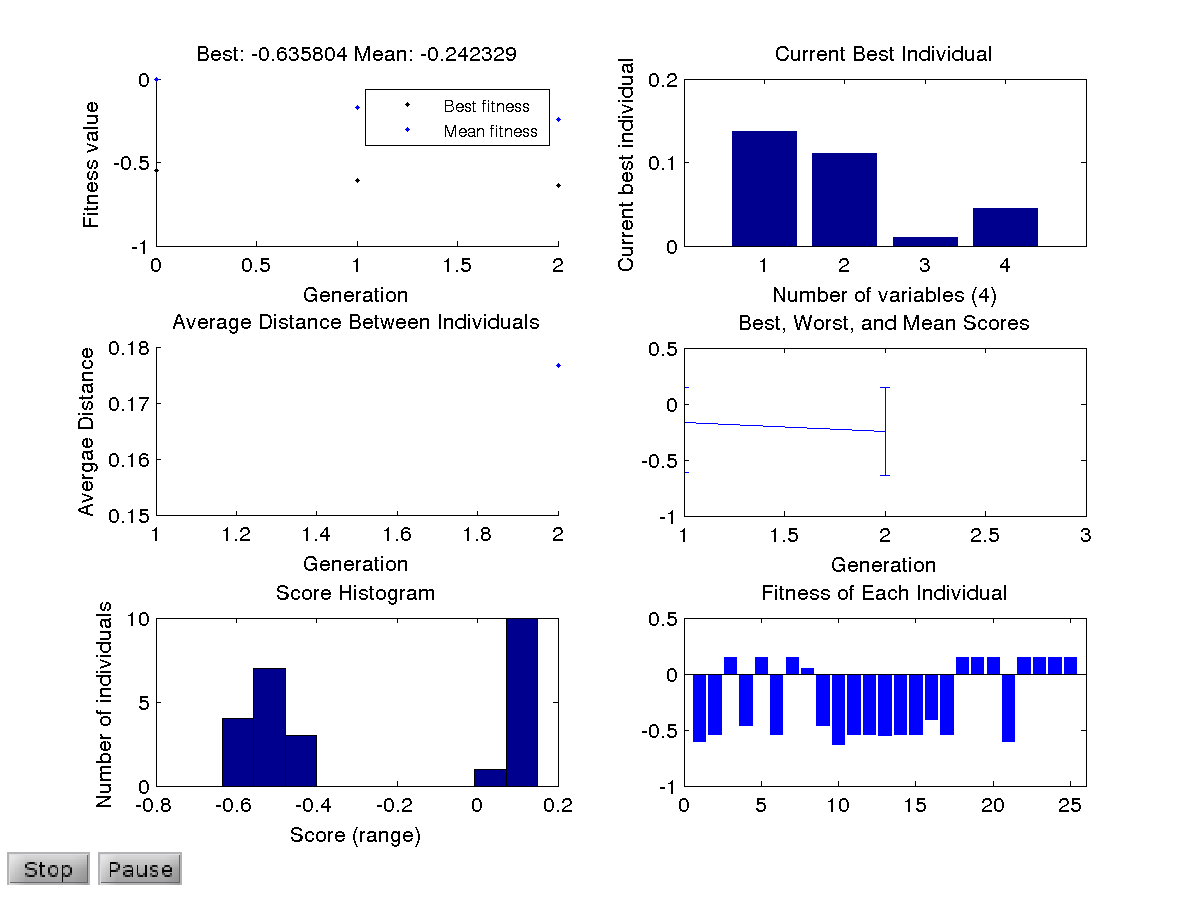 Best: -0.635804 Mean: -0.242329
Fitness value
0
-0.5
-1
Best fitness
Mean fitness
0 0.5 1 1.5 2
Generation
Current Best Individual
Current best individual
0.2
0.1
0
1 2 3 4
Number of variables (4)
Average Distance Between Individuals
Avergae Distance
0.18
0.17
0.16
0.15
1 1.2 1.4 1.6 1.8 2
Generation
Best, Worst, and Mean Scores
0.5
0
-0.5
-1
1 1.5 2 2.5 3
Generation
Score Histogram
Number of individuals
10
5
0
-0.8 -0.6 -0.4 -0.2 0 0.2
Score (range)
Fitness of Each Individual
0.5
0
-0.5
-1
0 5 10 15 20 25
Stop Pause